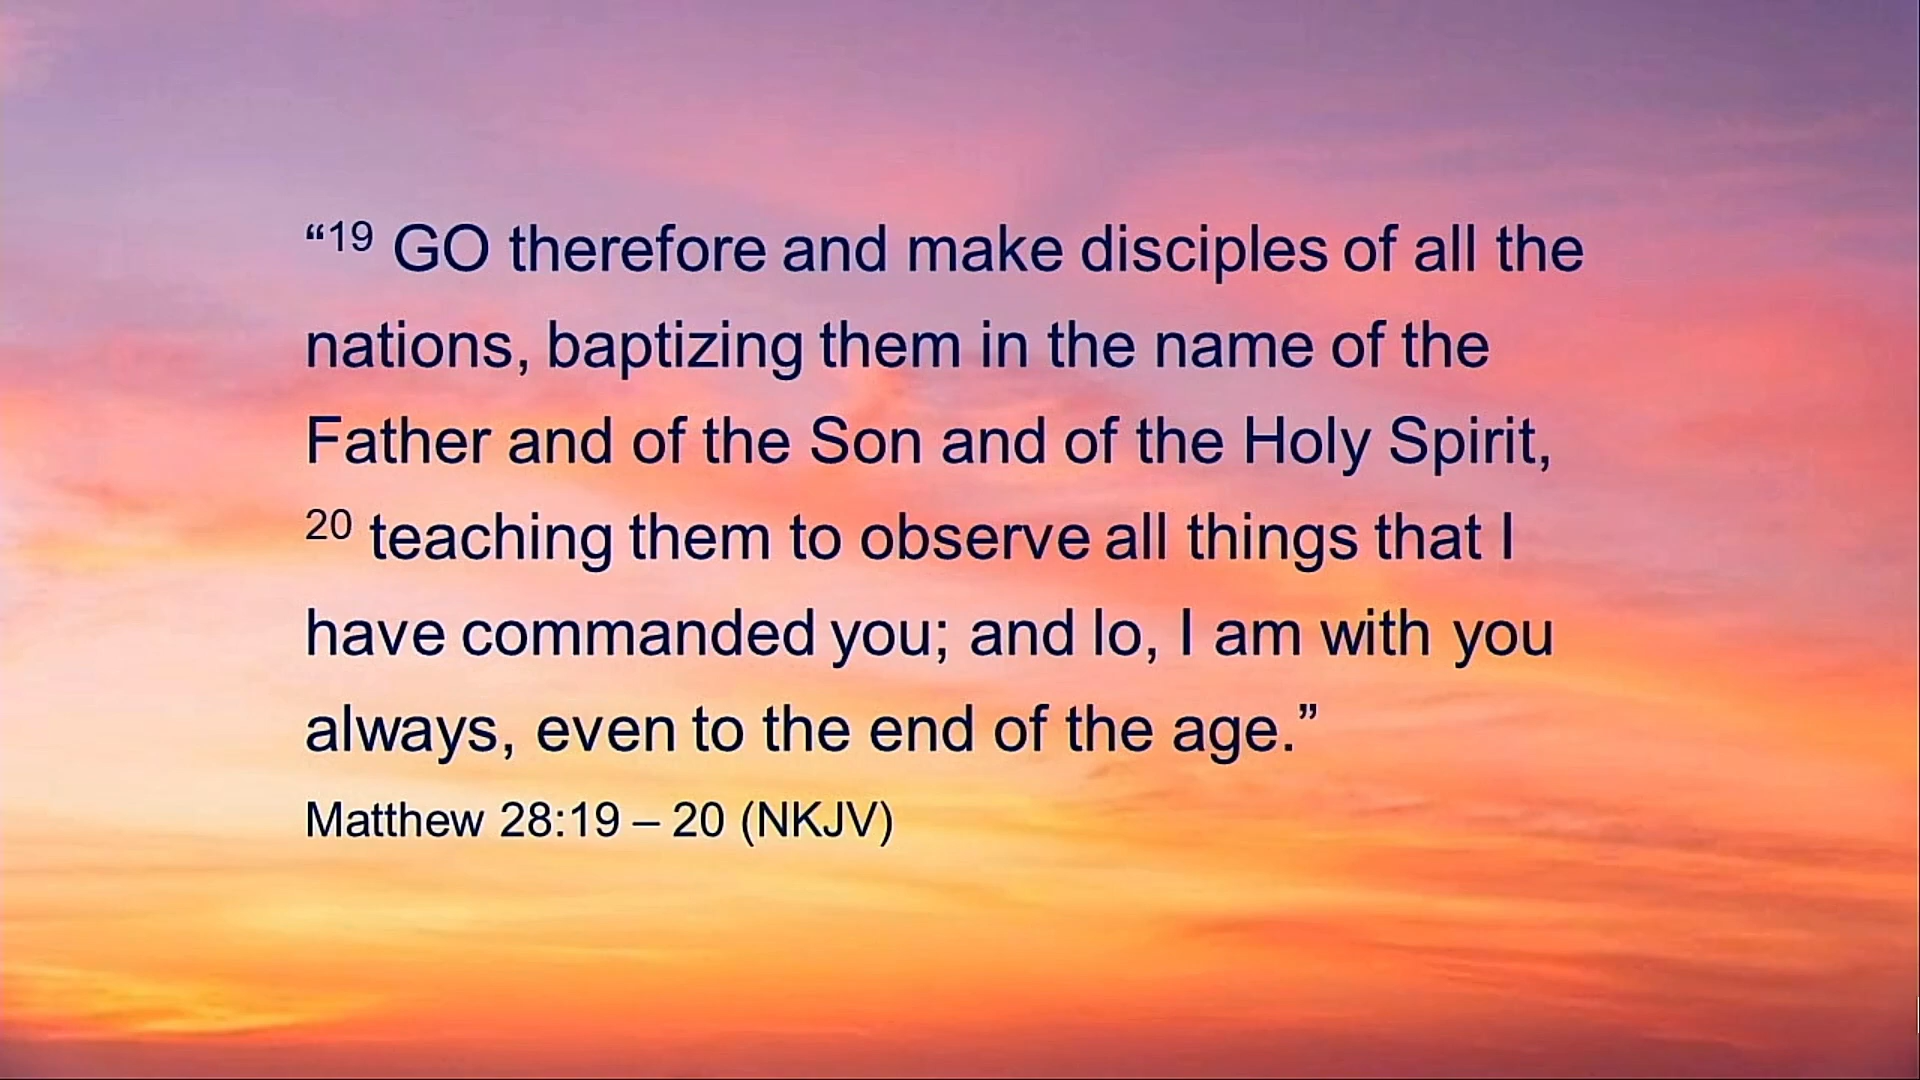 “19 GO therefore and make disciples of all the
nations, baptizing them in the name of the
Father and of the Son and of the Holy Spirit,
20 teaching them to observe all things that I
have commanded you; and lo, I am with you
always, even to the end of the age.”
Matthew 28:19 – 20 (NKJV)